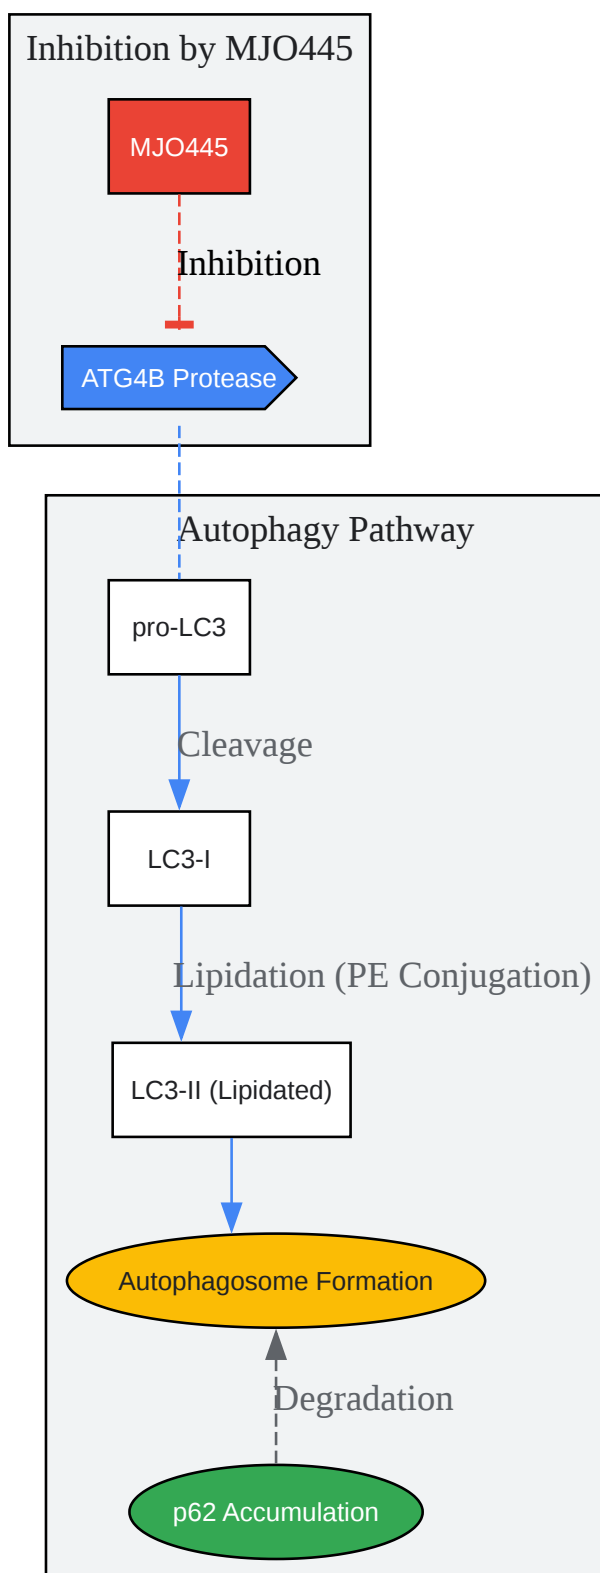 Inhibition by MJO445
MJO445
Inhibition
ATG4B Protease
Autophagy Pathway
pro-LC3
Cleavage
LC3-I
Lipidation (PE Conjugation)
LC3-II (Lipidated)
Autophagosome Formation
Degradation
p62 Accumulation